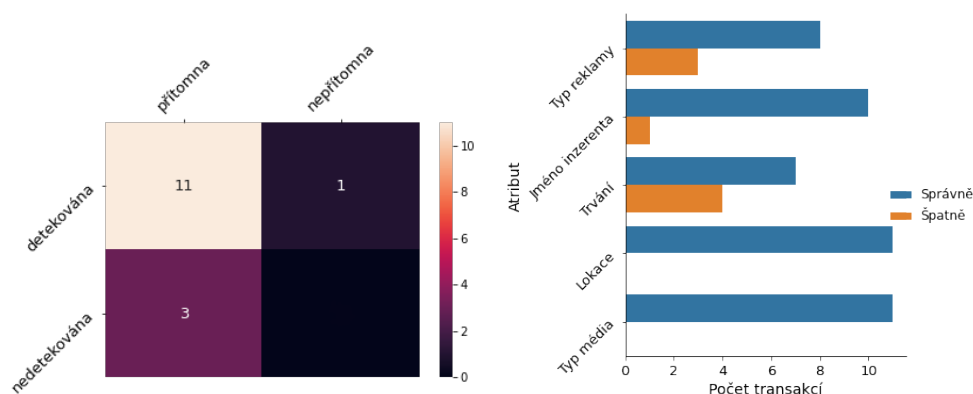 přítomna
nepřítomna
detekována
nedetekována
11
1
3
10
8
6
4
2
0
Atribut
Typ reklamy
Jméno inzerenta
Trvání
Lokace
Typ média
0 2 4 6 8 10
Počet transakcí
Správně
Špatně